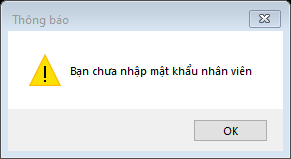 Thông báo
Bạn chưa nhập mật khẩu nhân viên
OK